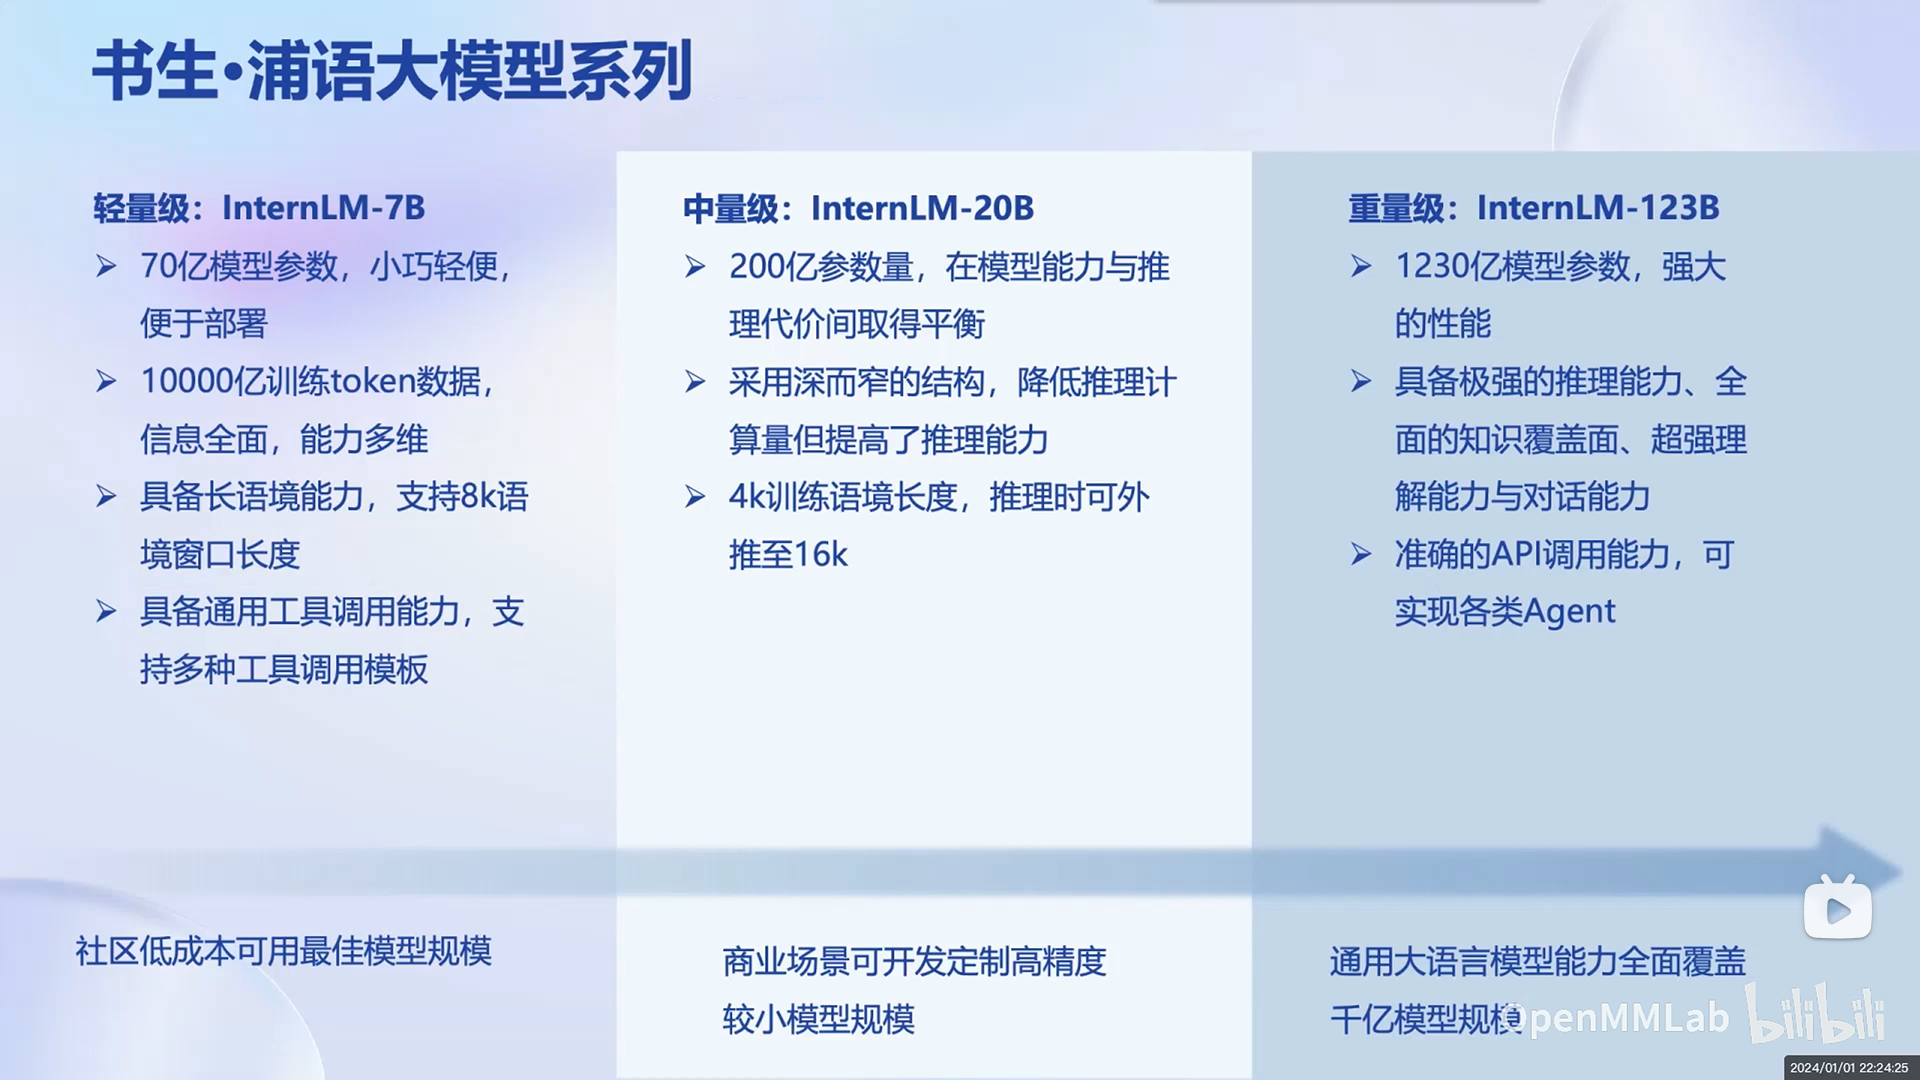 书生·浦语大模型系列
轻量级：InternLM-7B
➢ 70亿模型参数，小巧轻便，
便于部署
➢ 10000亿训练token数据，
信息全面，能力多维
➢ 具备长语境能力，支持8k语
境窗口长度
➢ 具备通用工具调用能力，支
持多种工具调用模板
社区低成本可用最佳模型规模
中量级：InternLM-20B
➢ 200亿参数量，在模型能力与推
理代价间取得平衡
➢ 采用深而窄的结构，降低推理计
算量但提高了推理能力
➢ 4k训练语境长度，推理时可外
推至16k
商业场景可开发定制高精度
较小模型规模
重量级：InternLM-123B
➢ 1230亿模型参数，强大
的性能
➢ 具备极强的推理能力、全
面的知识覆盖面、超强理
解能力与对话能力
➢ 准确的API调用能力，可
实现各类Agent
通用大语言模型能力全面覆盖
千亿模型规模
OpenMMLab bilibili
2024/01/01 22:24:25